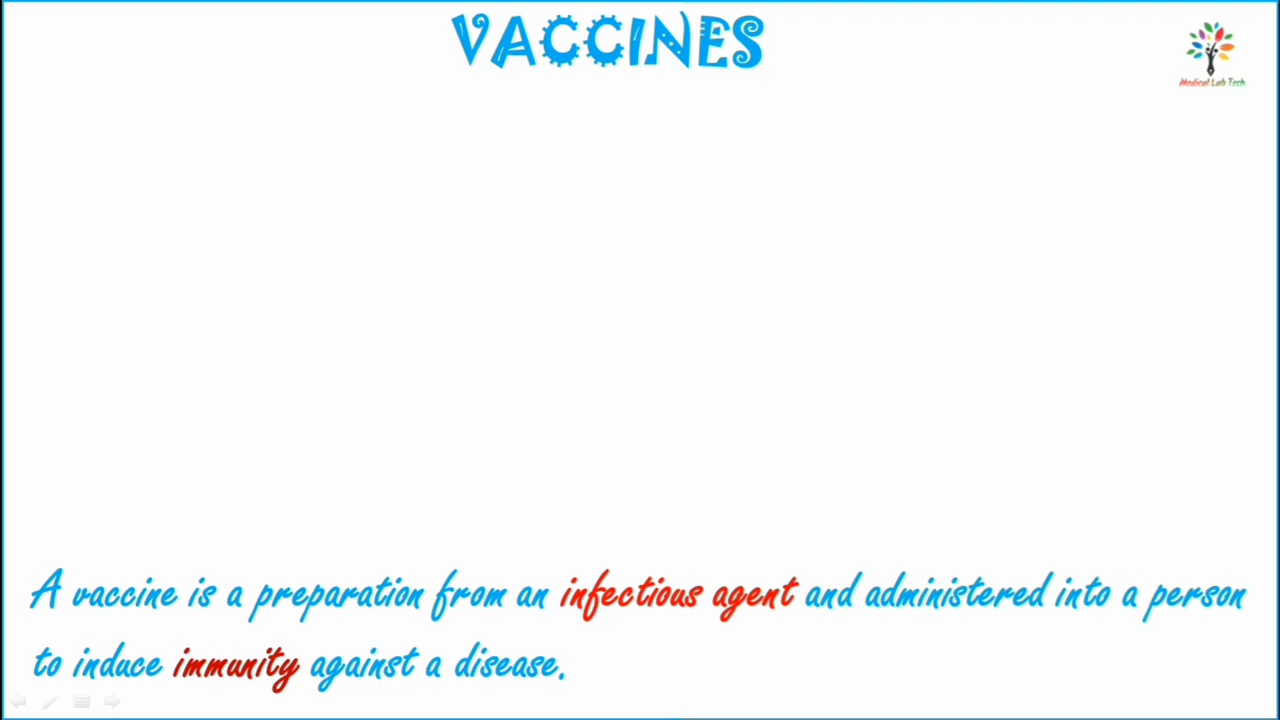 VACCINES
Medical Lab Tech
A vaccine is a preparation from an infectious agent and administered into a person
to induce immunity against a disease.